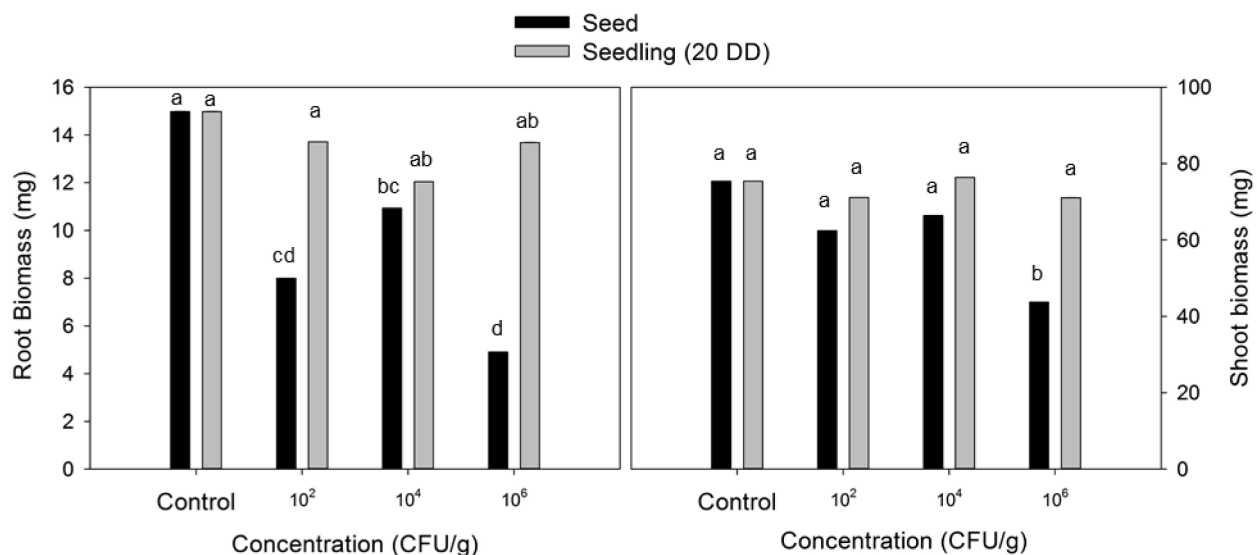 Seed
Seedling (20 DD)
16
14
12
10
8
6
4
2
0
Root Biomass (mg)
a a a ab ab
bc
cd
d
Control 10² 10⁴ 10⁶
Concentration (CFU/g)
100
80
60
40
20
0
Shoot biomass (mg)
a a a a a a a
b
Control 10² 10⁴ 10⁶
Concentration (CFU/g)